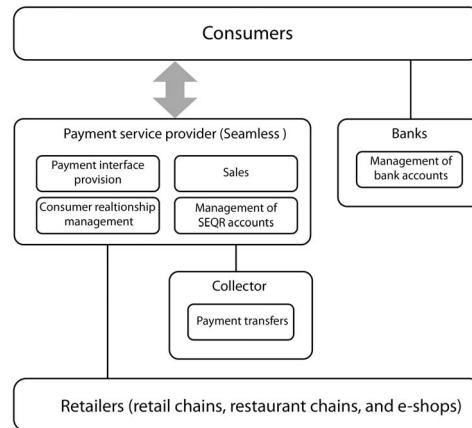 Consumers
Payment service provider (Seamless )
Banks
Payment interface
provision
Sales
Management of
bank accounts
Consumer realtionship
management
Management of
SEQR accounts
Collector
Payment transfers
Retailers (retail chains, restaurant chains, and e-shops)